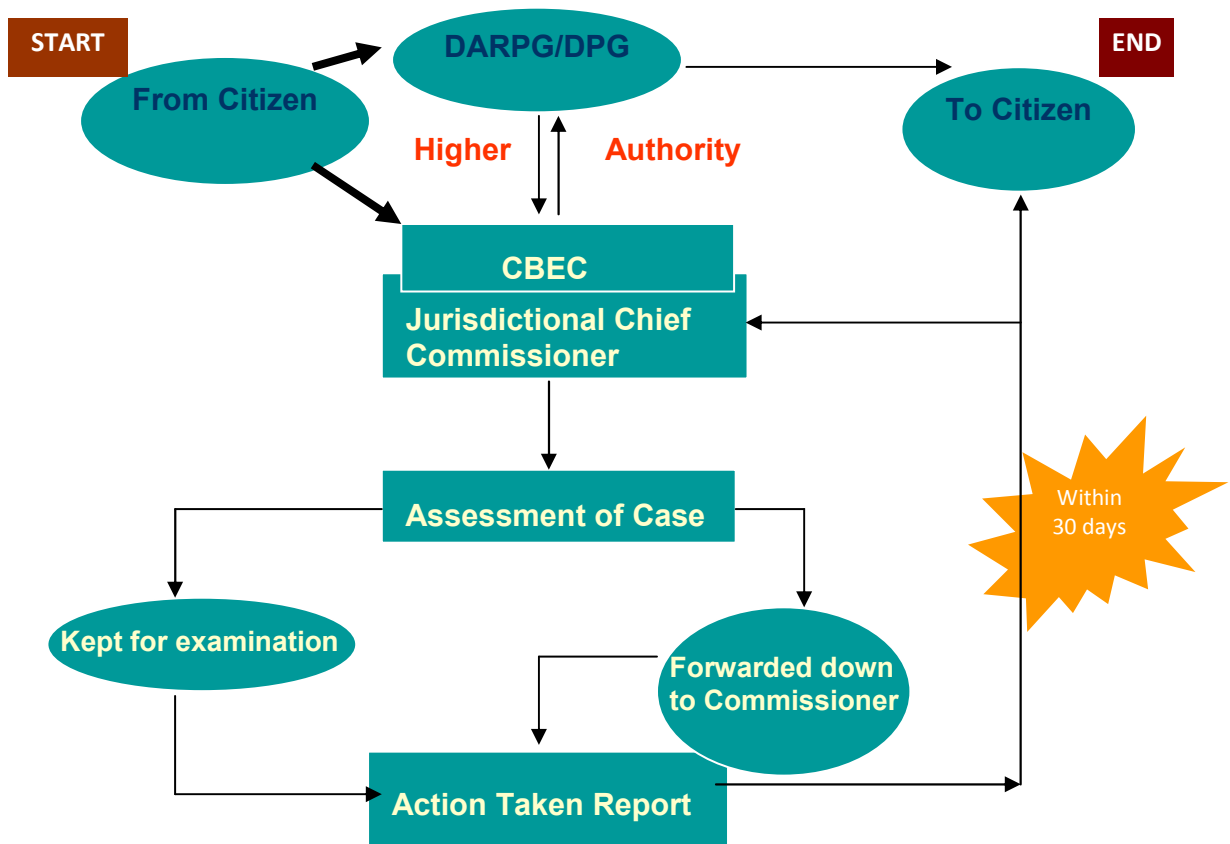 START
DARPG/DPG
END
From Citizen
To Citizen
Higher Authority
CBEC
Jurisdictional Chief
Commissioner
Within
30 days
Assessment of Case
Kept for examination
Forwarded down
to Commissioner
Action Taken Report